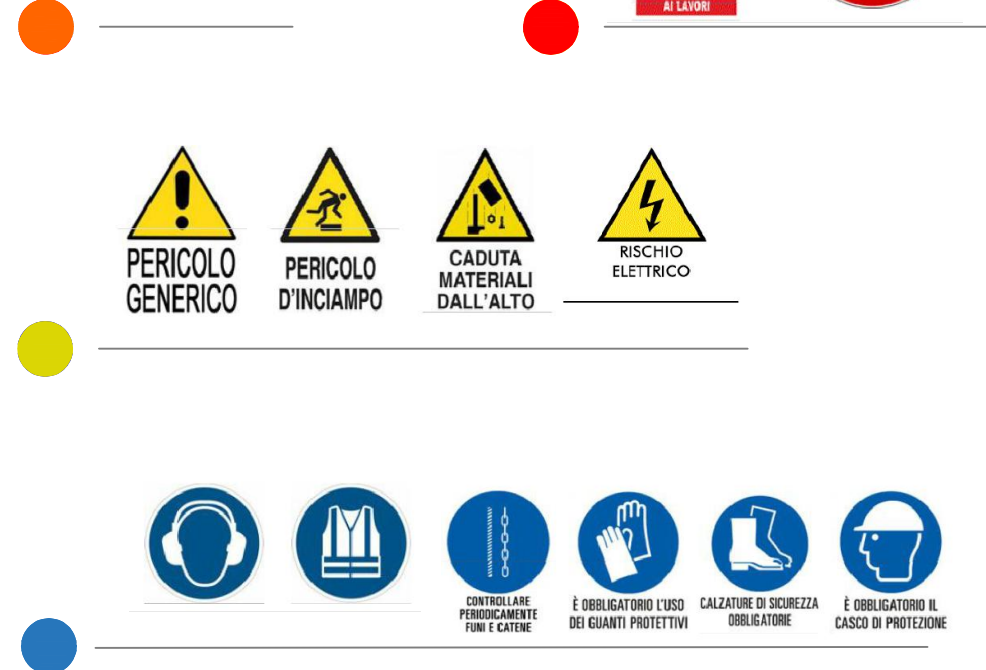 AI LAVORI
PERICOLO
GENERICO
PERICOLO
D'INCIAMPO
CADUTA
MATERIALI
DALL'ALTO
RISCHIO
ELETTRICO
CONTROLLARE
PERIODICAMENTE
FUNI E CATENE
È OBBLIGATORIO L'USO
DEI GUANTI PROTETTIVI
CALZATURE DI SICUREZZA
OBBLIGATORIE
È OBBLIGATORIO IL
CASCO DI PROTEZIONE